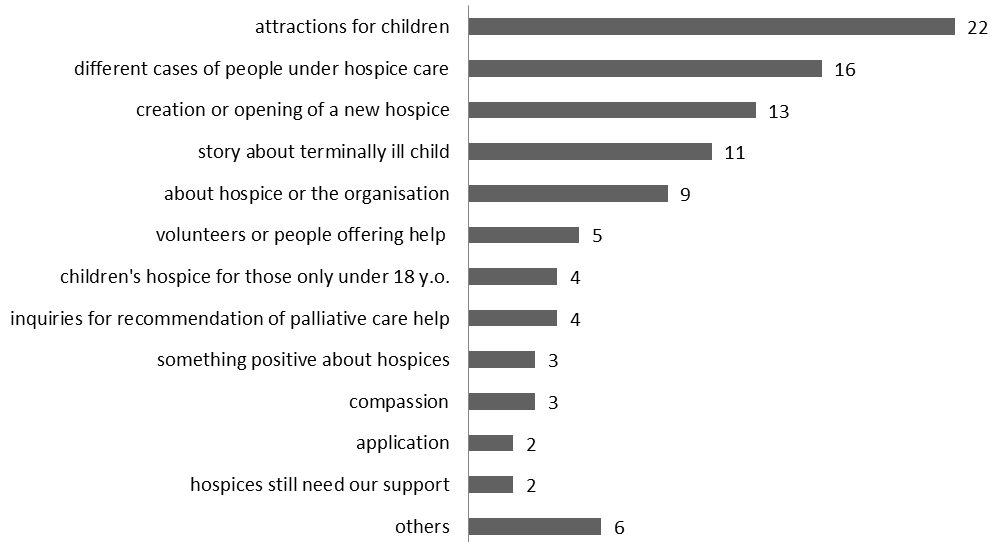 attractions for children 22
different cases of people under hospice care 16
creation or opening of a new hospice 13
story about terminally ill child 11
about hospice or the organisation 9
volunteers or people offering help 5
children's hospice for those only under 18 y.o. 4
inquiries for recommendation of palliative care help 4
something positive about hospices 3
compassion 3
application 2
hospices still need our support 2
others 6